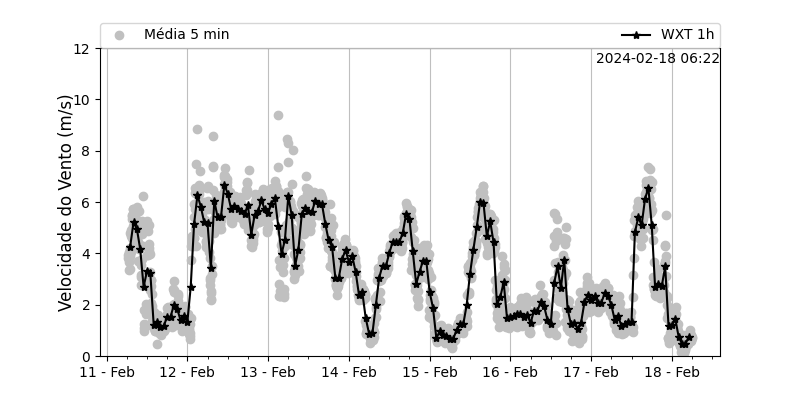 Média 5 min
WXT 1h
2024-02-18 06:22
Velocidade do Vento (m/s)
12
10
8
6
4
2
0
11 - Feb 12 - Feb 13 - Feb 14 - Feb 15 - Feb 16 - Feb 17 - Feb 18 - Feb